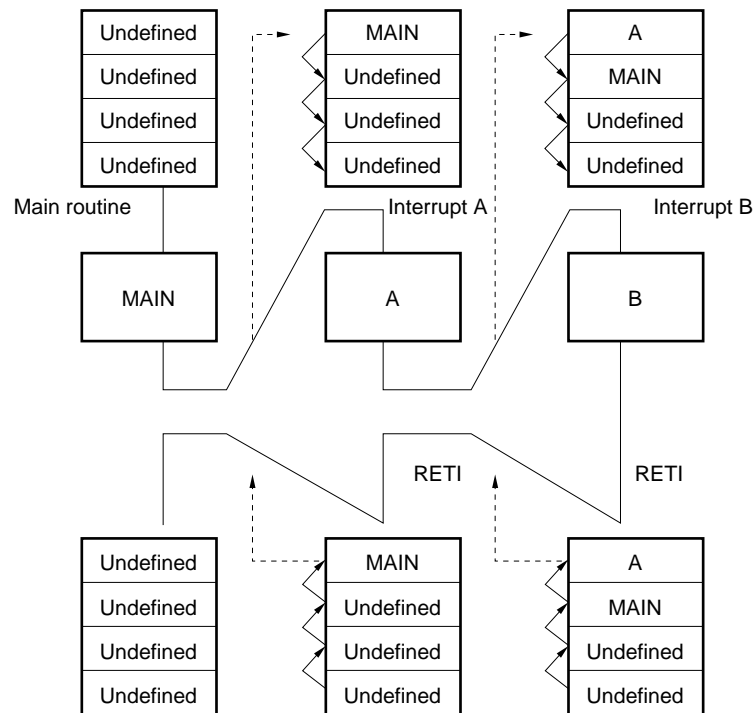 Undefined MAIN A
Undefined Undefined MAIN
Undefined Undefined Undefined
Undefined Undefined Undefined
Main routine Interrupt A Interrupt B
MAIN A B
RETI RETI
Undefined MAIN A
Undefined Undefined MAIN
Undefined Undefined Undefined
Undefined Undefined Undefined